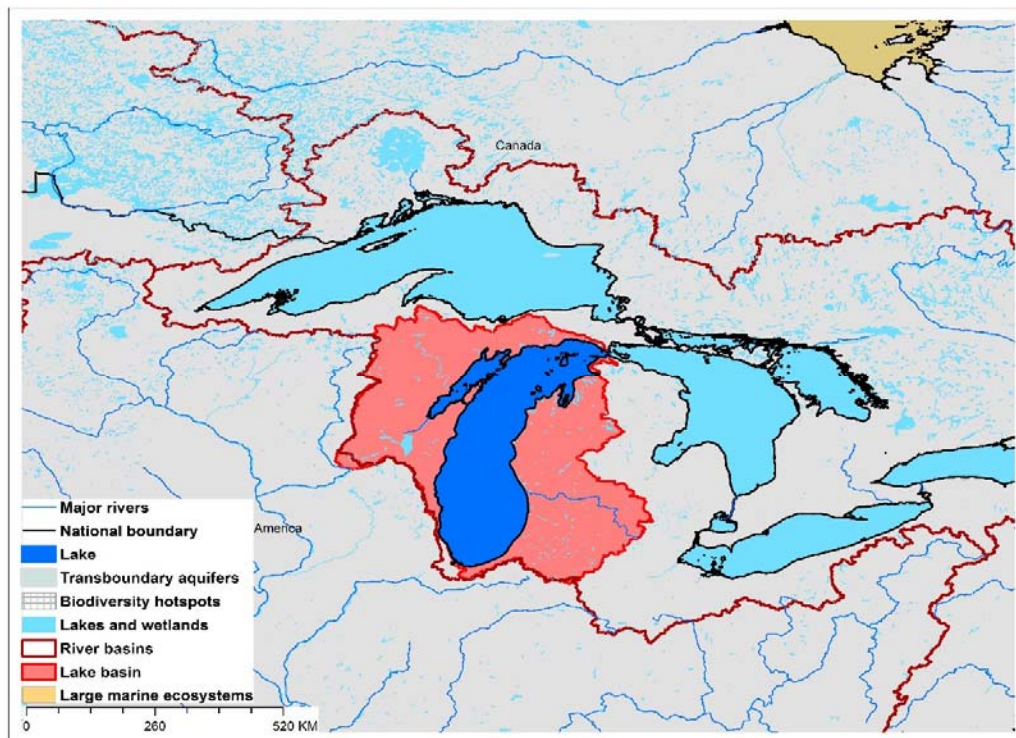 Canada
America
Major rivers
National boundary
Lake
Transboundary aquifers
Biodiversity hotspots
Lakes and wetlands
River basins
Lake basin
Large marine ecosystems
0 260 520 KM